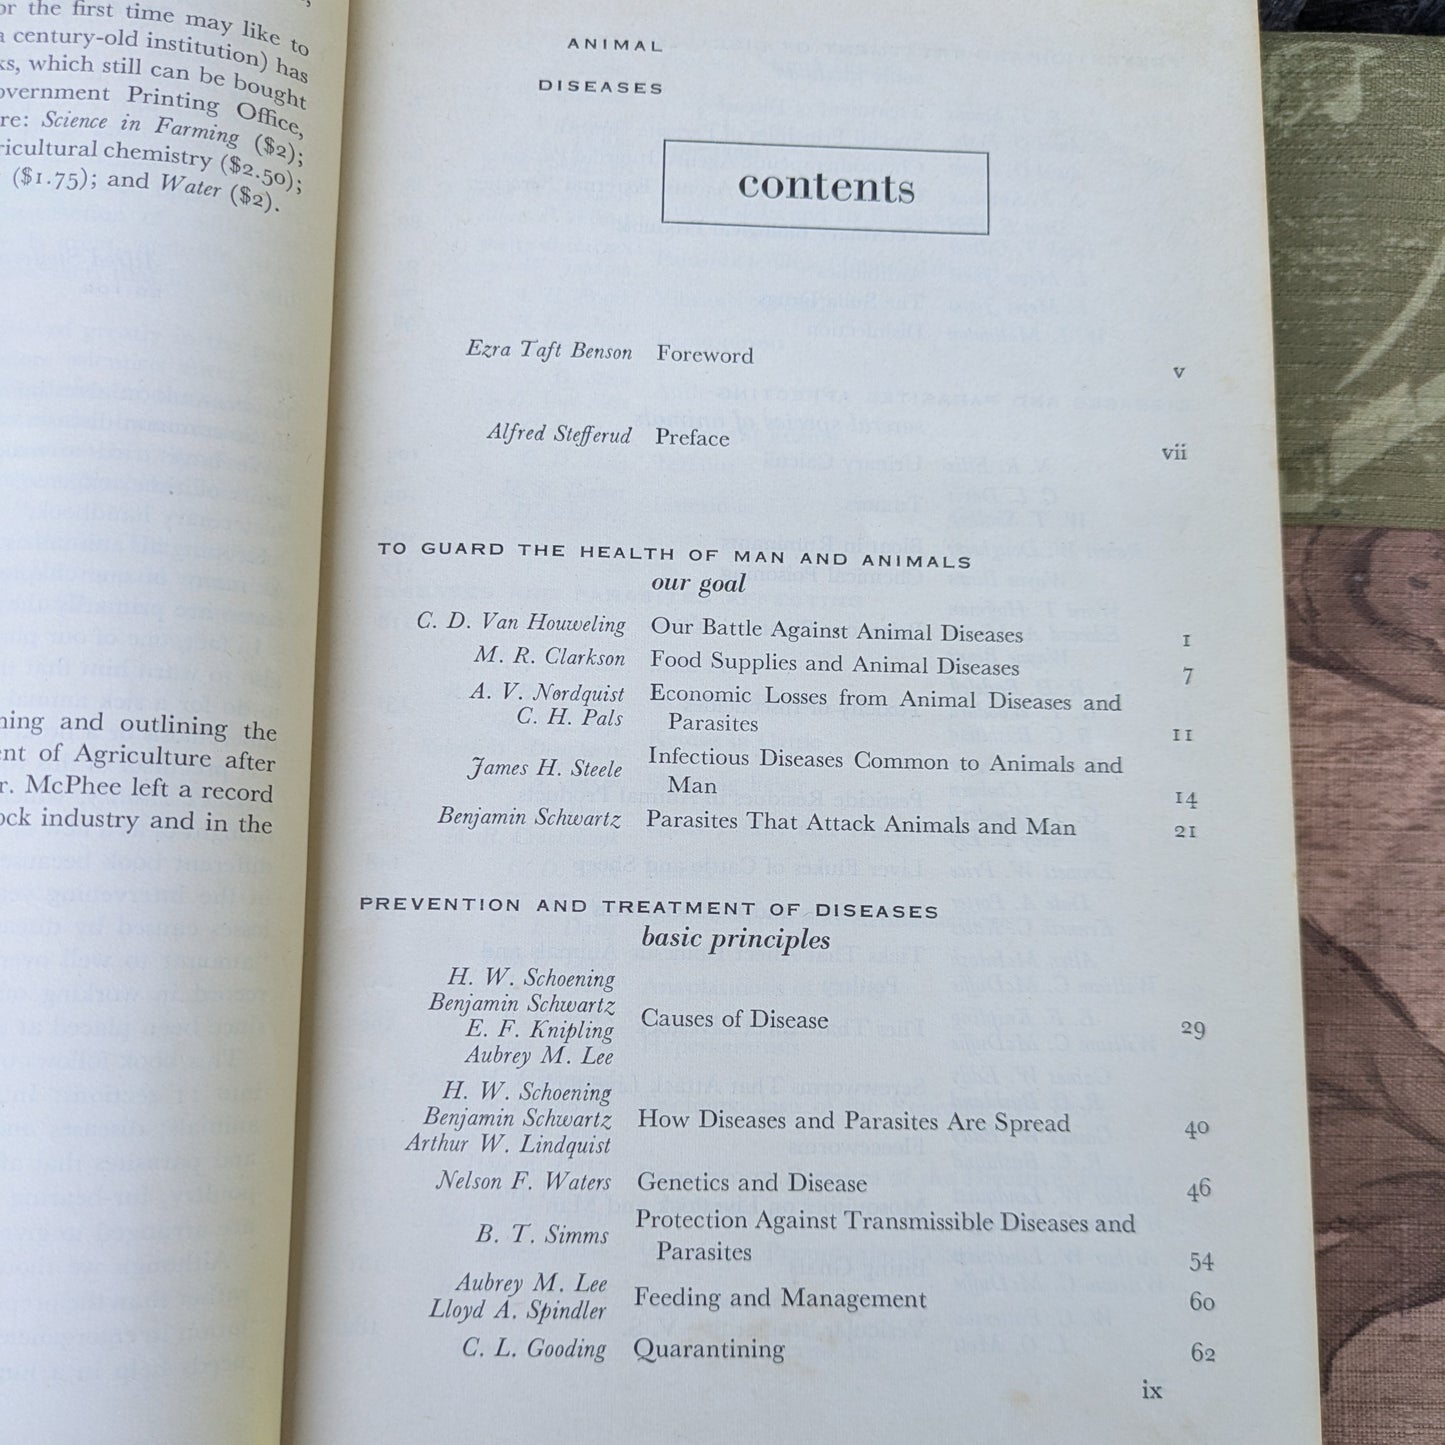 or the first time may like to
a century-old institution) has
ks, which still can be bought
overnment Printing Office,
re: Science in Farming ($2);
ricultural chemistry ($2.50);
($1.75); and Water ($2).
ning and outlining the
ent of Agriculture after
r. McPhee left a record
ock industry and in the
ANIMAL
DISEASES
contents
Ezra Taft Benson Foreword v
Alfred Stefferud Preface vii
TO GUARD THE HEALTH OF MAN AND ANIMALS
our goal
C. D. Van Houweling Our Battle Against Animal Diseases 1
M. R. Clarkson Food Supplies and Animal Diseases 7
A. V. Nordquist Economic Losses from Animal Diseases and
C. H. Pals Parasites 11
James H. Steele Infectious Diseases Common to Animals and
Man 14
Benjamin Schwartz Parasites That Attack Animals and Man 21
PREVENTION AND TREATMENT OF DISEASES
basic principles
H. W. Schoening
Benjamin Schwartz
E. F. Knipling Causes of Disease 29
Aubrey M. Lee
H. W. Schoening
Benjamin Schwartz How Diseases and Parasites Are Spread 40
Arthur W. Lindquist
Nelson F. Waters Genetics and Disease 46
B. T. Simms Protection Against Transmissible Diseases and
Parasites 54
Aubrey M. Lee
Lloyd A. Spindler Feeding and Management 60
C. L. Gooding Quarantining 62
ix